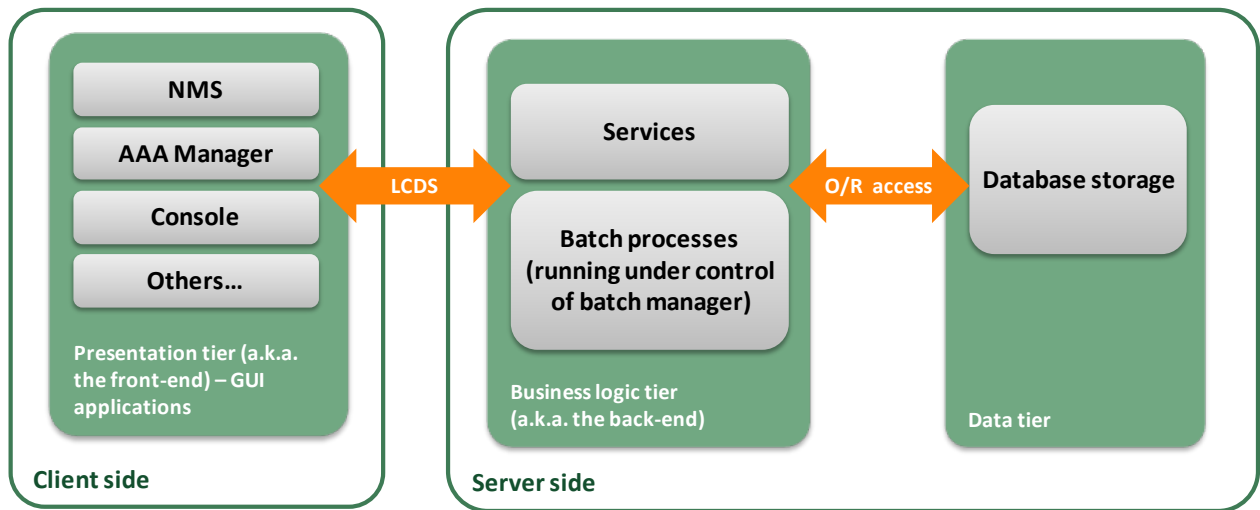 NMS
AAA Manager
Console
Others...
Presentation tier (a.k.a.
the front-end) – GUI
applications
Client side
LCDS
Services
Batch processes
(running under control
of batch manager)
Business logic tier
(a.k.a. the back-end)
O/R access
Database storage
Data tier
Server side